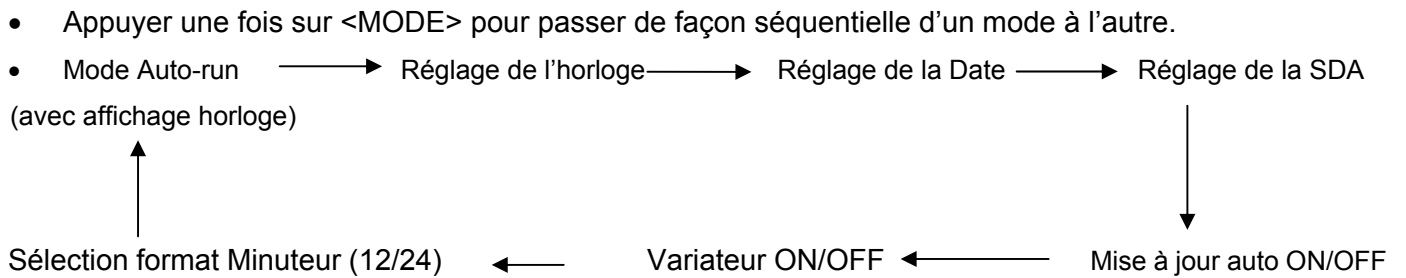 • Appuyer une fois sur <MODE> pour passer de façon séquentielle d’un mode à l’autre.
• Mode Auto-run Réglage de l’horloge Réglage de la Date Réglage de la SDA
(avec affichage horloge)
Sélection format Minuteur (12/24) Variateur ON/OFF Mise à jour auto ON/OFF